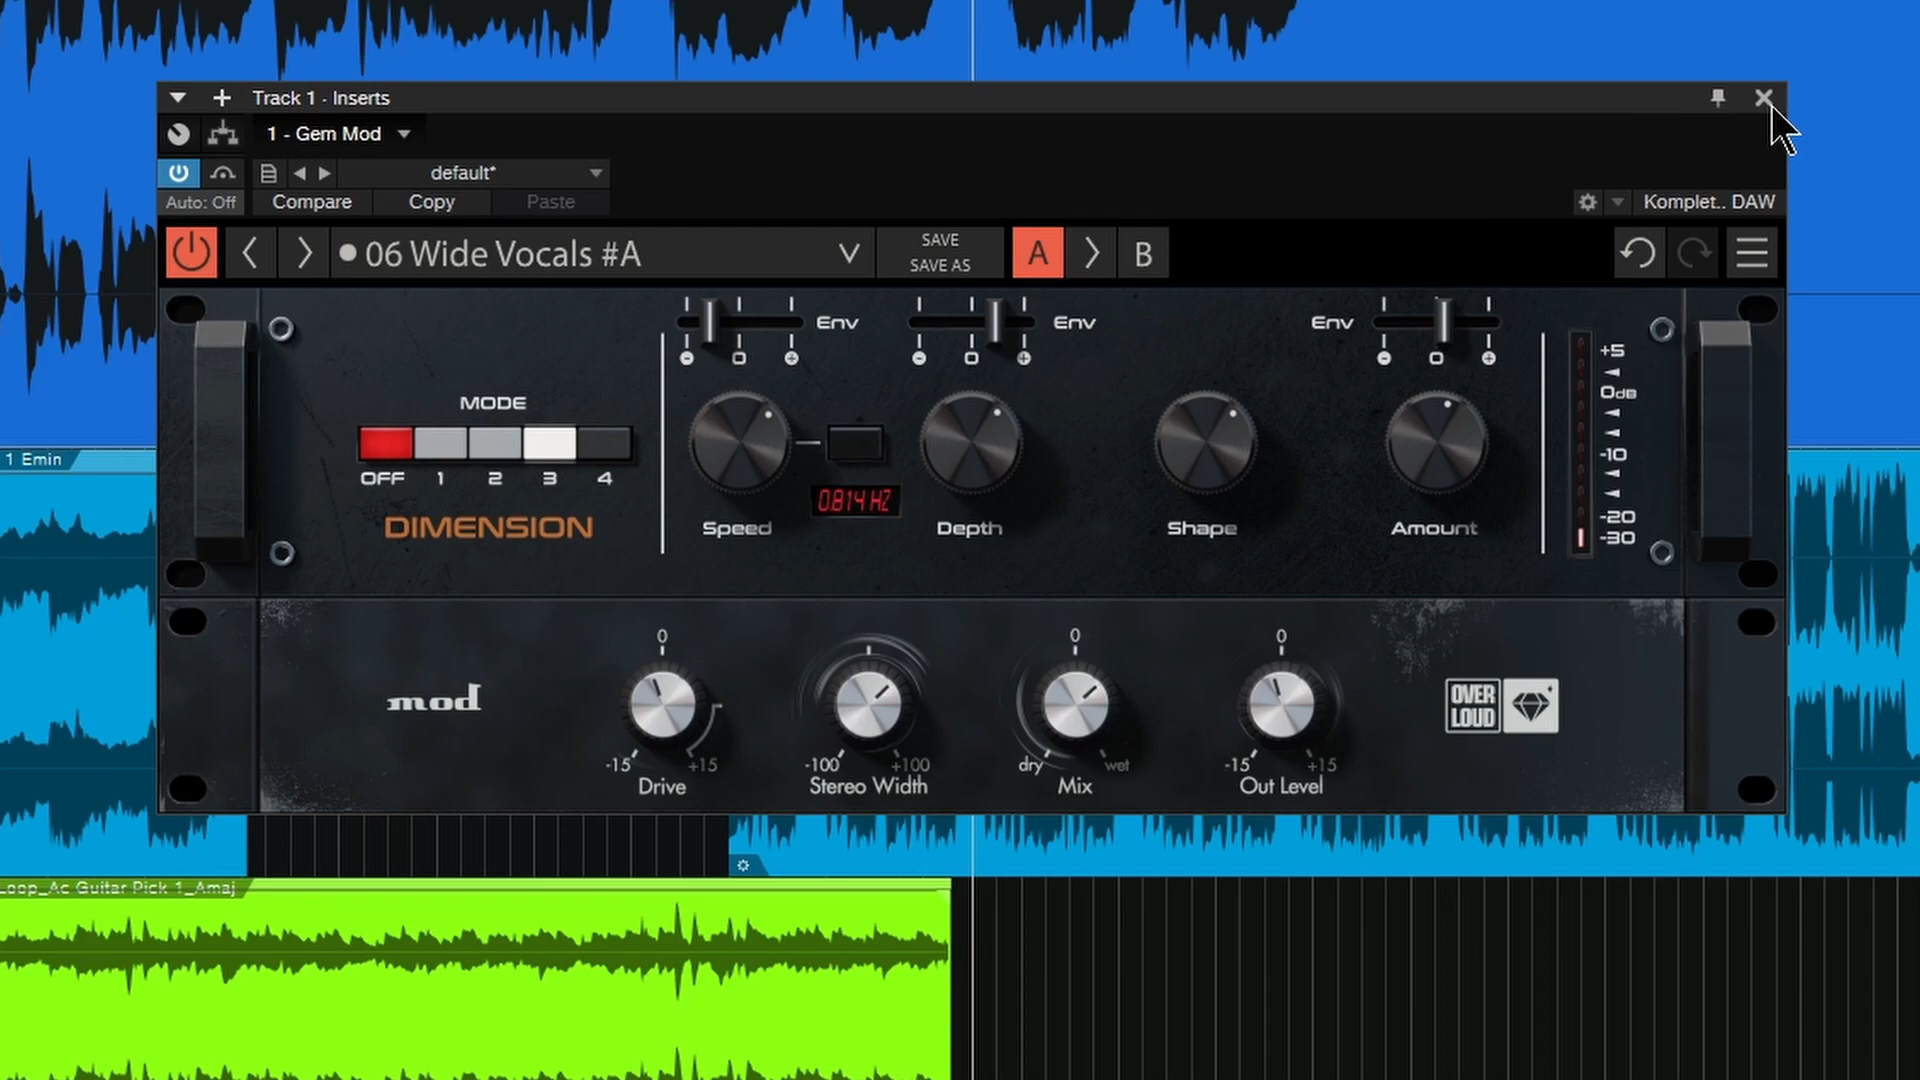 Track 1 - Inserts
1 - Gem Mod
default*
Auto: Off
Compare
Copy
Paste
Komplet.. DAW
06 Wide Vocals #A
SAVE
SAVE AS
A
B
Env
Env
Env
MODE
OFF 1 2 3 4
DIMENSION
0.814 HZ
Speed
Depth
Shape
Amount
+5
0dB
-10
-20
-30
1 Emin
mod
0
-15 +15
Drive
-100 +100
Stereo Width
0
dry wet
Mix
0
-15 +15
Out Level
OVER
LOUD
Loop_Ac Guitar Pick 1_Amaj